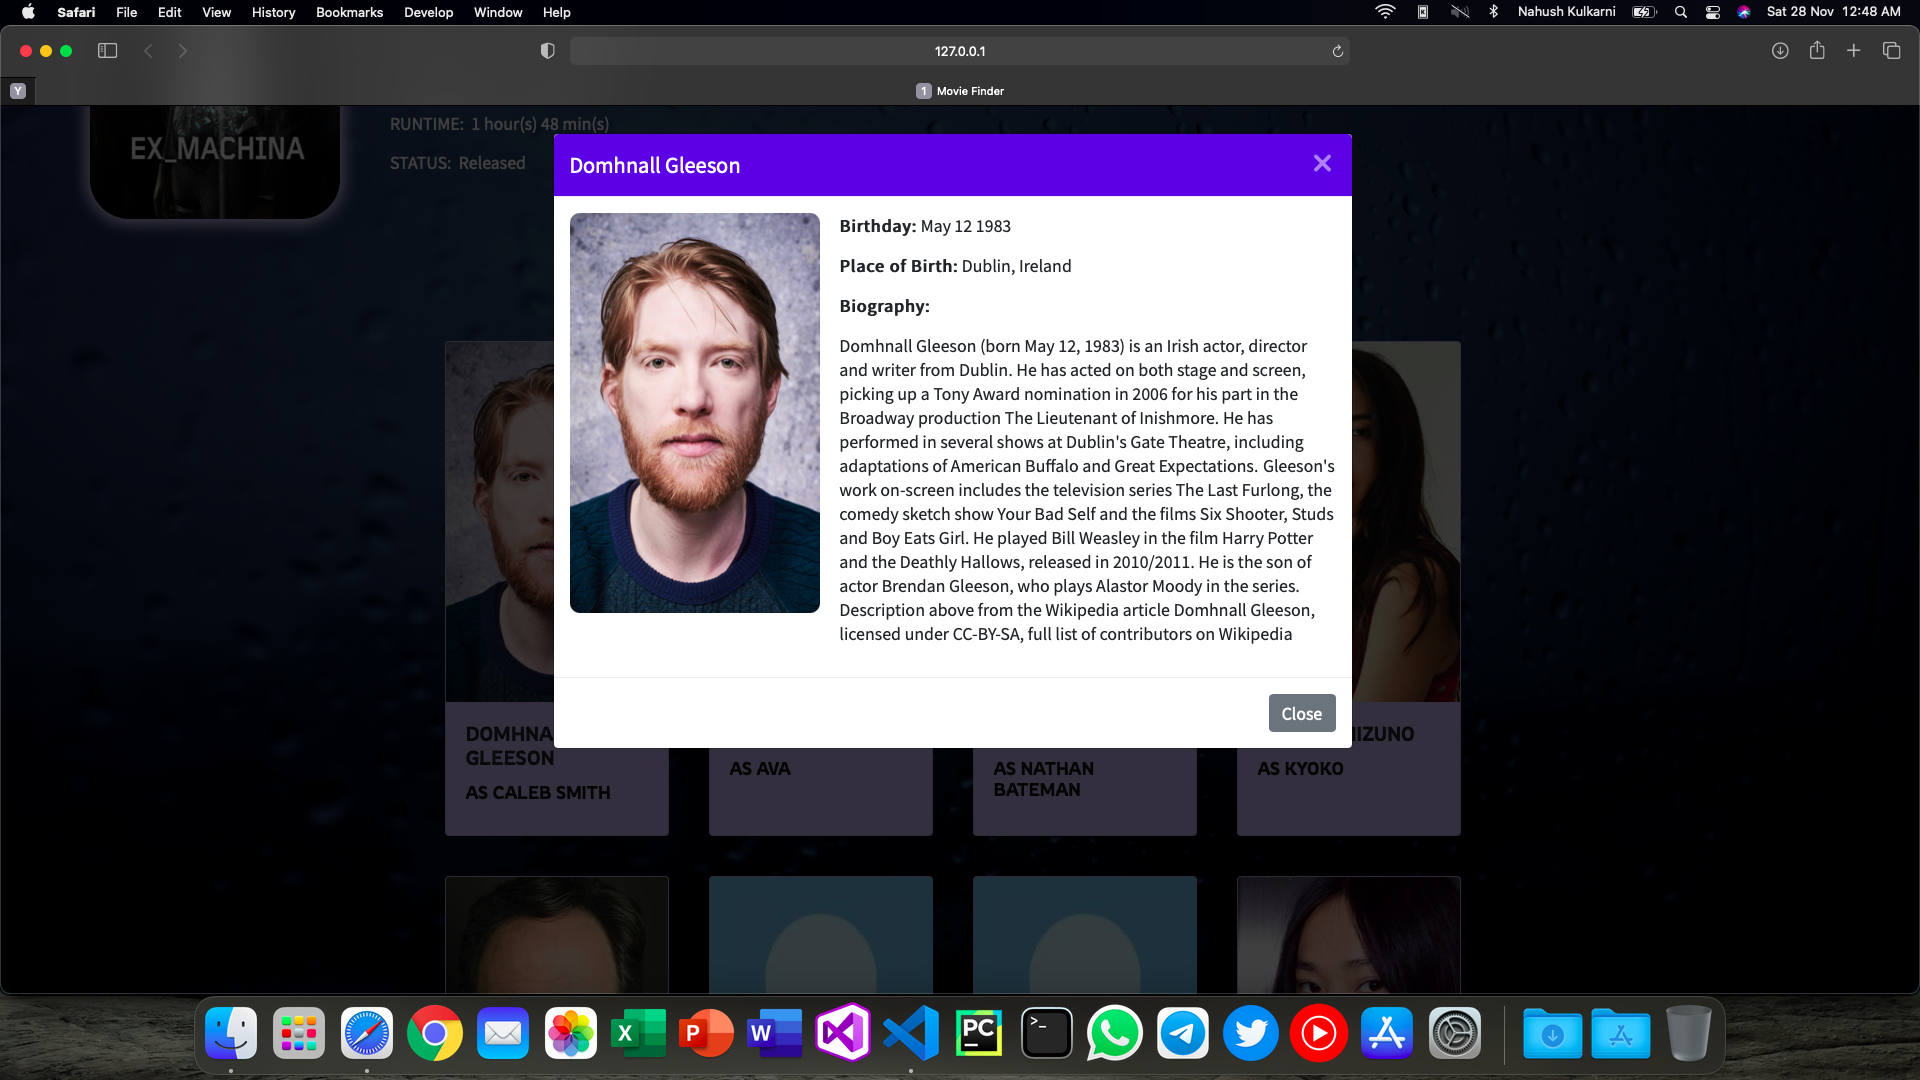 Safari File Edit View History Bookmarks Develop Window Help Nahush Kulkarni Sat 28 Nov 12:48 AM
127.0.0.1
Y 1 Movie Finder
EX_MACHINA
RUNTIME: 1 hour(s) 48 min(s)
STATUS: Released
Domhnall Gleeson
Birthday: May 12 1983
Place of Birth: Dublin, Ireland
Biography:
Domhnall Gleeson (born May 12, 1983) is an Irish actor, director
and writer from Dublin. He has acted on both stage and screen,
picking up a Tony Award nomination in 2006 for his part in the
Broadway production The Lieutenant of Inishmore. He has
performed in several shows at Dublin's Gate Theatre, including
adaptations of American Buffalo and Great Expectations. Gleeson's
work on-screen includes the television series The Last Furlong, the
comedy sketch show Your Bad Self and the films Six Shooter, Studs
and Boy Eats Girl. He played Bill Weasley in the film Harry Potter
and the Deathly Hallows, released in 2010/2011. He is the son of
actor Brendan Gleeson, who plays Alastor Moody in the series.
Description above from the Wikipedia article Domhnall Gleeson,
licensed under CC-BY-SA, full list of contributors on Wikipedia
Close
DOMHNA
GLEESON
AS CALEB SMITH
AS AVA
AS NATHAN
BATEMAN
IZUNO
AS KYOKO
X P W PC >_